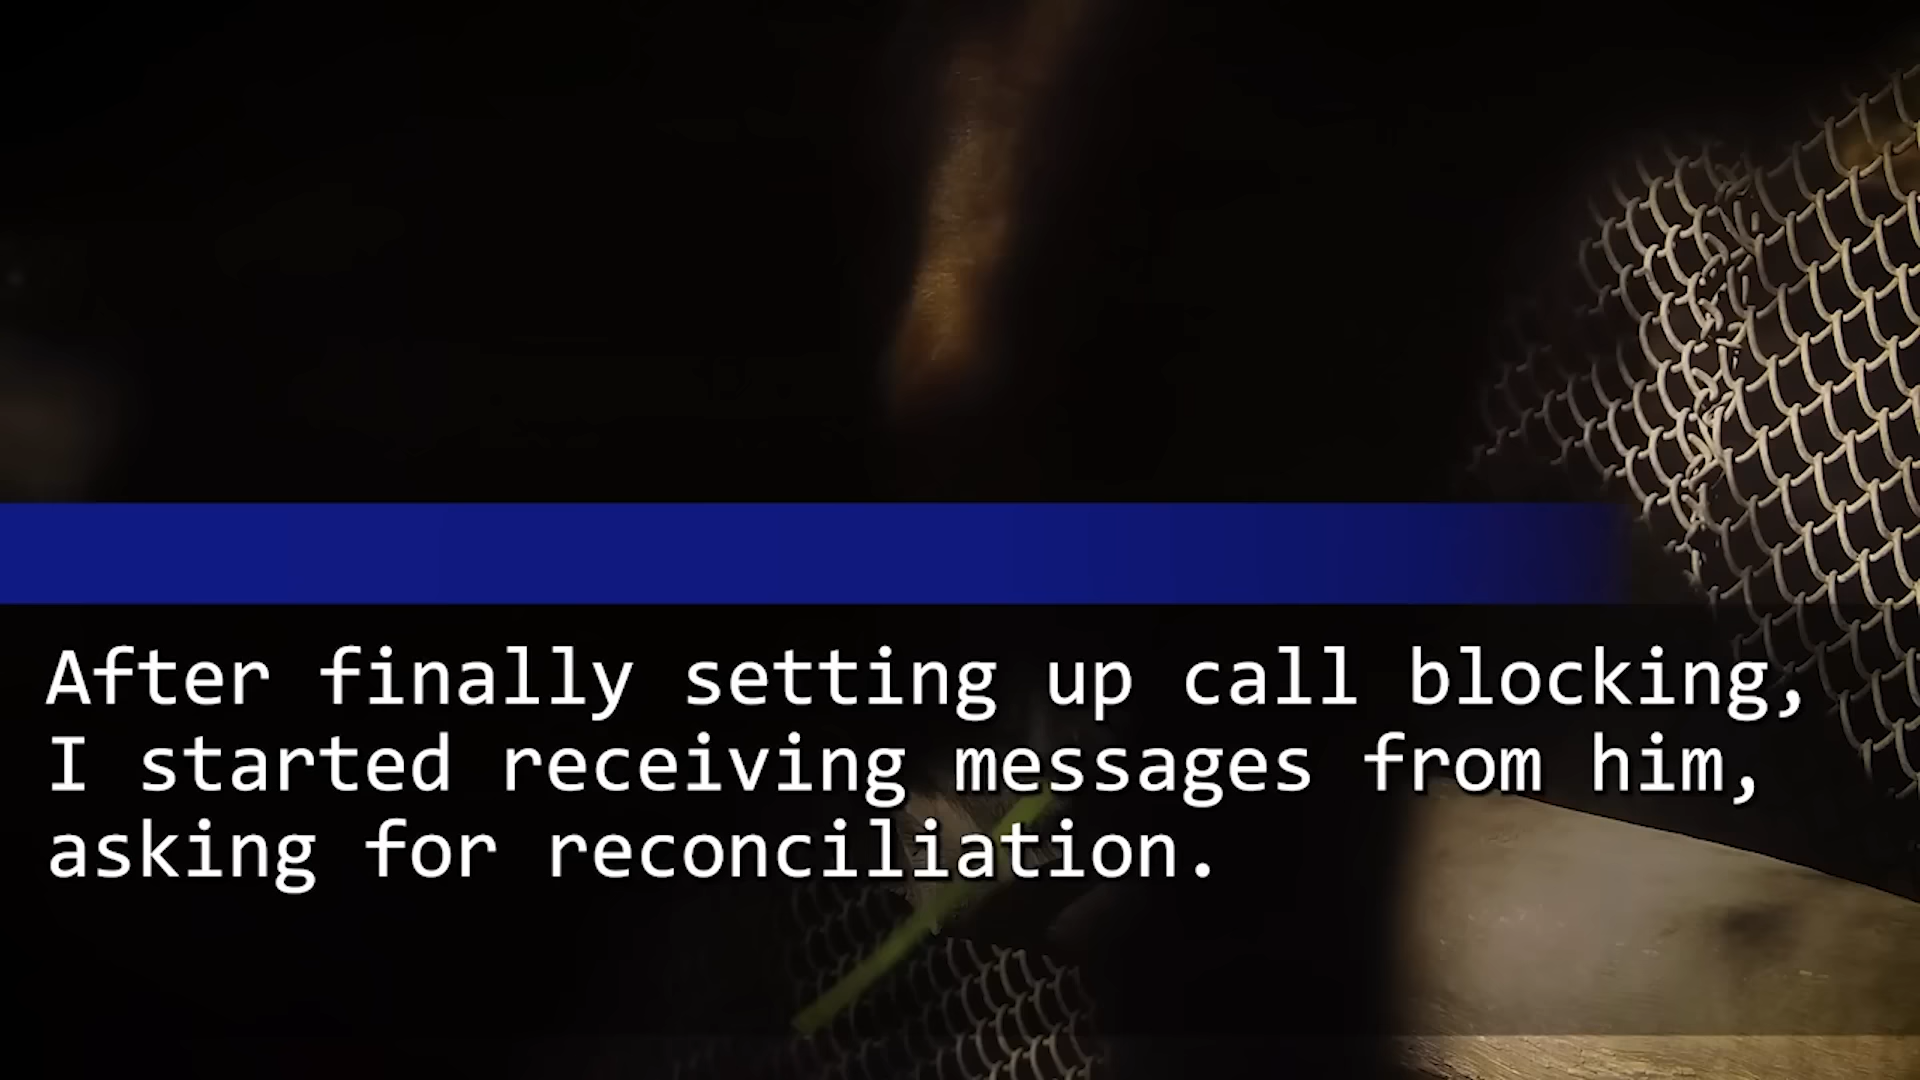 After finally setting up call blocking,
I started receiving messages from him,
asking for reconciliation.